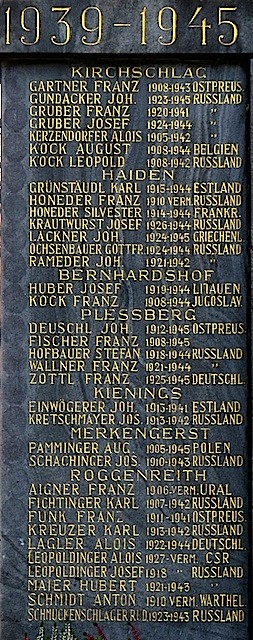 1939-1945
KIRCHSCHLAG
GARTNER FRANZ 1908-1943 OSTPREUS.
GUNDACKER JOH. 1923-1945 RUSSLAND
GRUBER FRANZ 1920-1941 "
GRUBER JOSEF 1924-1944 "
KERZENDORFER ALOIS 1905-1942 "
KOCK AUGUST 1908-1944 BELGIEN
KOCK LEOPOLD 1908-1942 RUSSLAND
HAIDEN
GRÜNSTÄUDL KARL 1915-1944 ESTLAND
HONEDER FRANZ 1910 VERM. RUSSLAND
HONEDER SILVESTER 1914-1944 FRANKR.
KRAUTWURST JOSEF 1926-1944 RUSSLAND
LACKNER JOH. 1924-1945 GRIECHENL.
OCHSENBAUER GOTTFR. 1924-1944 RUSSLAND
RAMEDER JOH. 1921-1942 "
BERNHARDSHOF
HUBER JOSEF 1919-1944 LITAUEN
KOCK FRANZ 1908-1944 JUGOSLAV.
PLESSBERG
DEUSCHL JOH. 1912-1945 OSTPREUS.
FISCHER FRANZ 1908-1945
HOFBAUER STEFAN 1918-1944 RUSSLAND
WALLNER FRANZ 1921-1944 "
ZOTTL FRANZ 1925-1945 DEUTSCHL.
KIENINGS
EINWÖGERER JOH. 1913-1941 ESTLAND
KRETSCHMAYER JOS. 1913-1942 RUSSLAND
MERKENGERST
PAMMINGER AUG. 1905-1945 POLEN
SCHACHINGER JOS. 1910-1943 RUSSLAND
ROGGENREITH
AIGNER FRANZ 1906-VERM. URAL
FICHTINGER KARL 1907-1942 RUSSLAND
FUNK FRANZ 1911-1941 OSTPREUS.
KREUZER KARL 1913-1942 RUSSLAND
LAGLER ALOIS 1922-1944 DEUTSCHL.
LEOPOLDINGER ALOIS 1927-VERM. CSR
LEOPOLDINGER JOSEF 1918 " RUSSLAND
MAIER HUBERT 1921-1943 "
SCHMIDT ANTON 1910 VERM. WARTHEL.
SCHMUCKENSCHLAGER RUD. 1923-1943 RUSSLAND